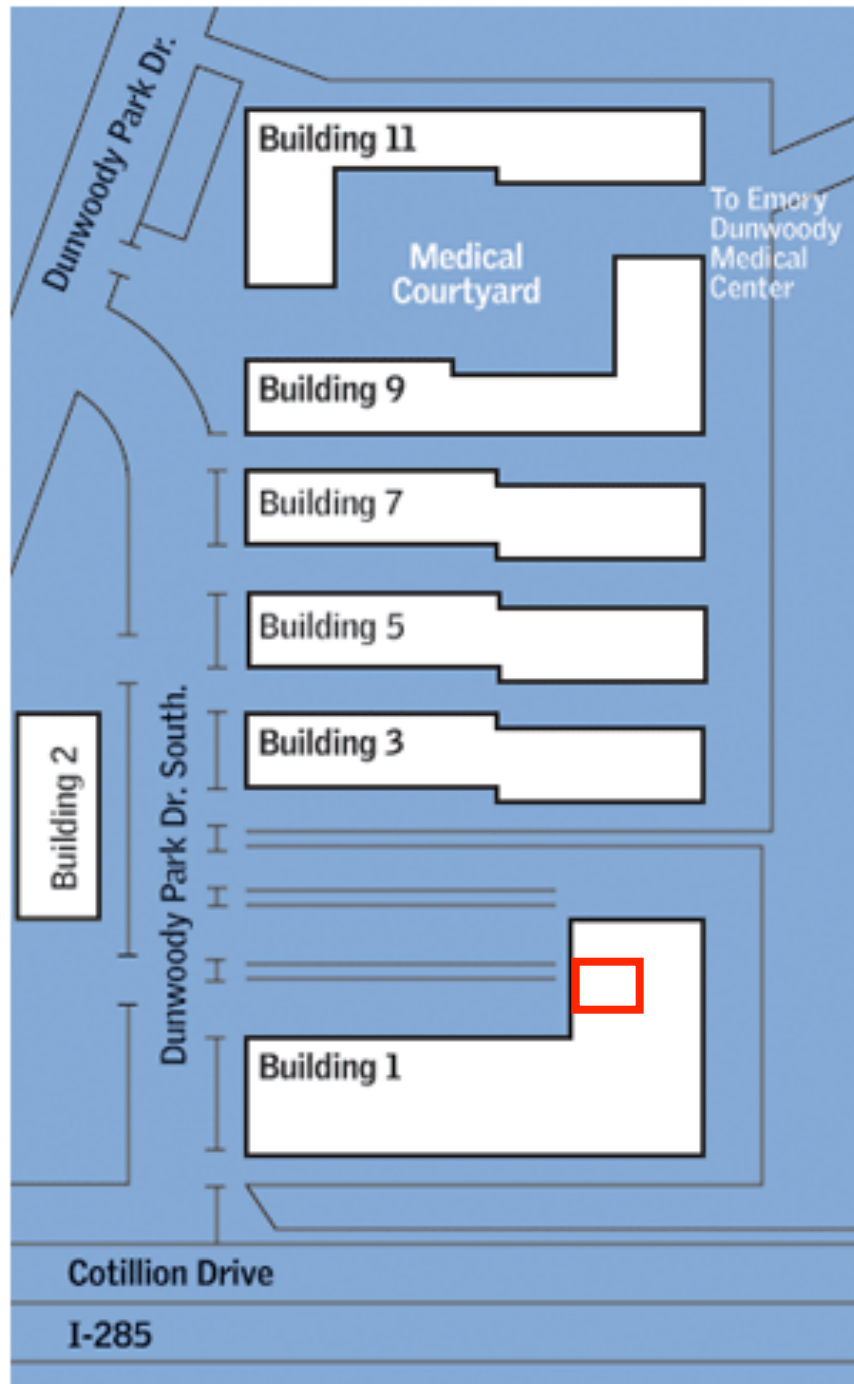 Dunwoody Park Dr.
Building 11
To Emory
Dunwoody
Medical
Center
Medical
Courtyard
Building 9
Building 7
Building 5
Building 3
Building 2
Dunwoody Park Dr. South.
Building 1
Cotillion Drive
I-285